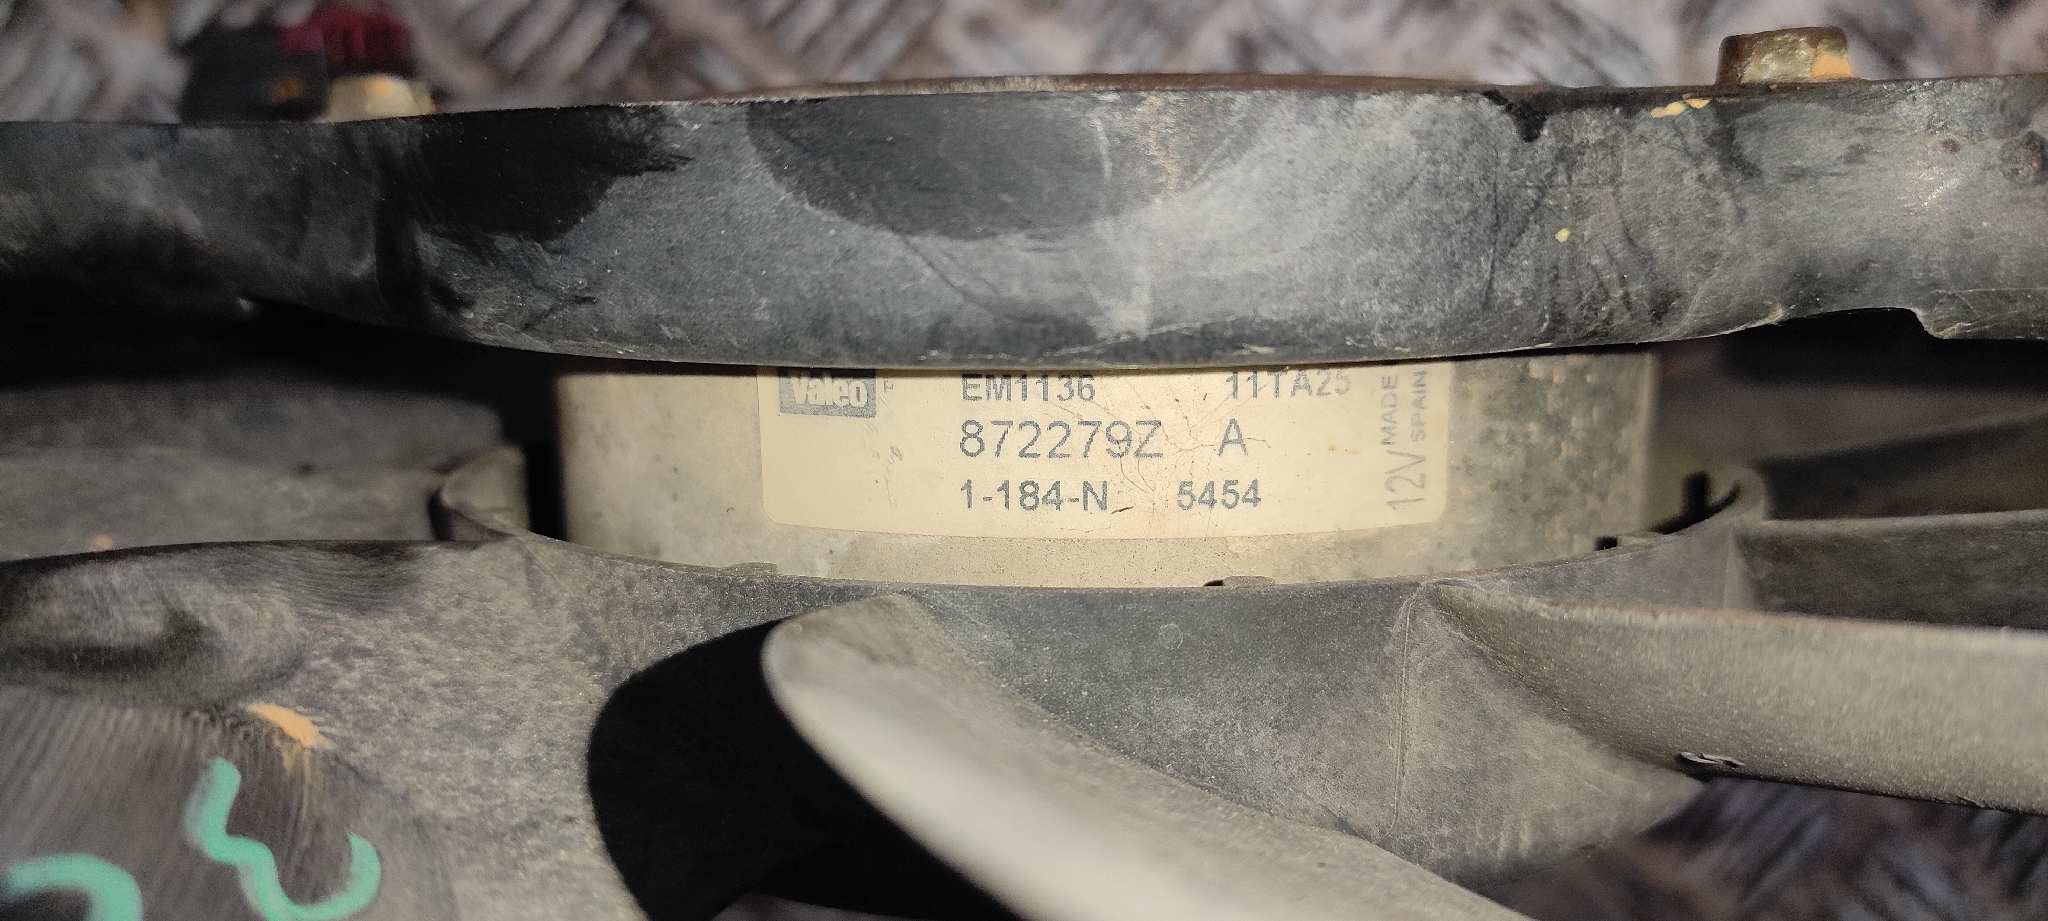 Valeo EM1136 11TA25
872279Z A
1-184-N 5454
12V MADE
SPAIN